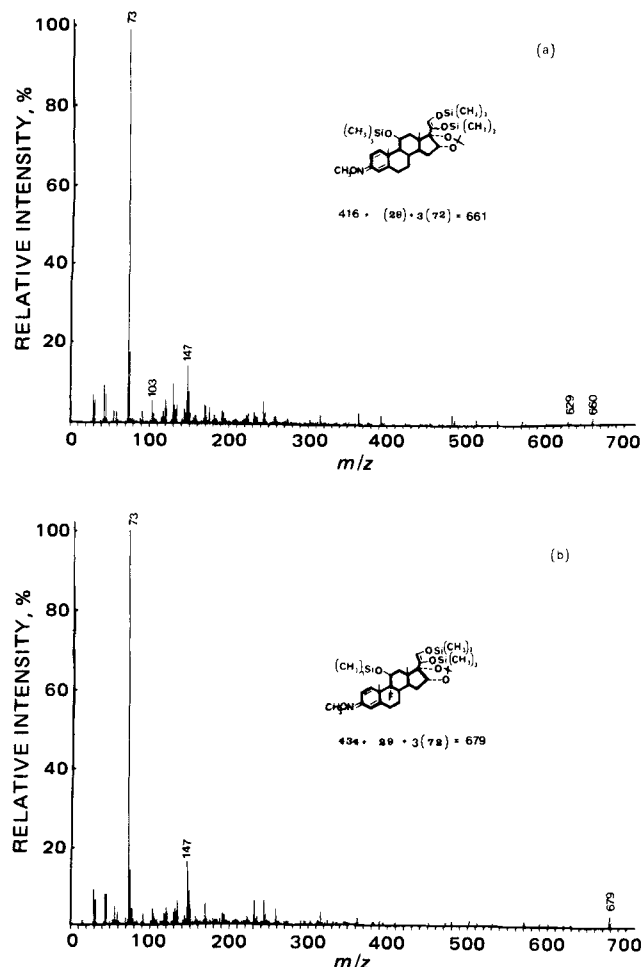 73
(a)
100
80
60
40
20
RELATIVE INTENSITY, %
OSi(CH3)3
OSi(CH3)3
(CH3)3SiO
O
O
CH3ON
416 + (29) + 3(72) = 661
103
147
629
660
0 100 200 300 400 500 600 700
m/z
73
(b)
100
80
60
40
20
RELATIVE INTENSITY, %
OSi(CH3)3
OSi(CH3)3
(CH3)3SiO
O
O
F
CH3ON
434 + 29 + 3(72) = 679
147
679
0 100 200 300 400 500 600 700
m/z